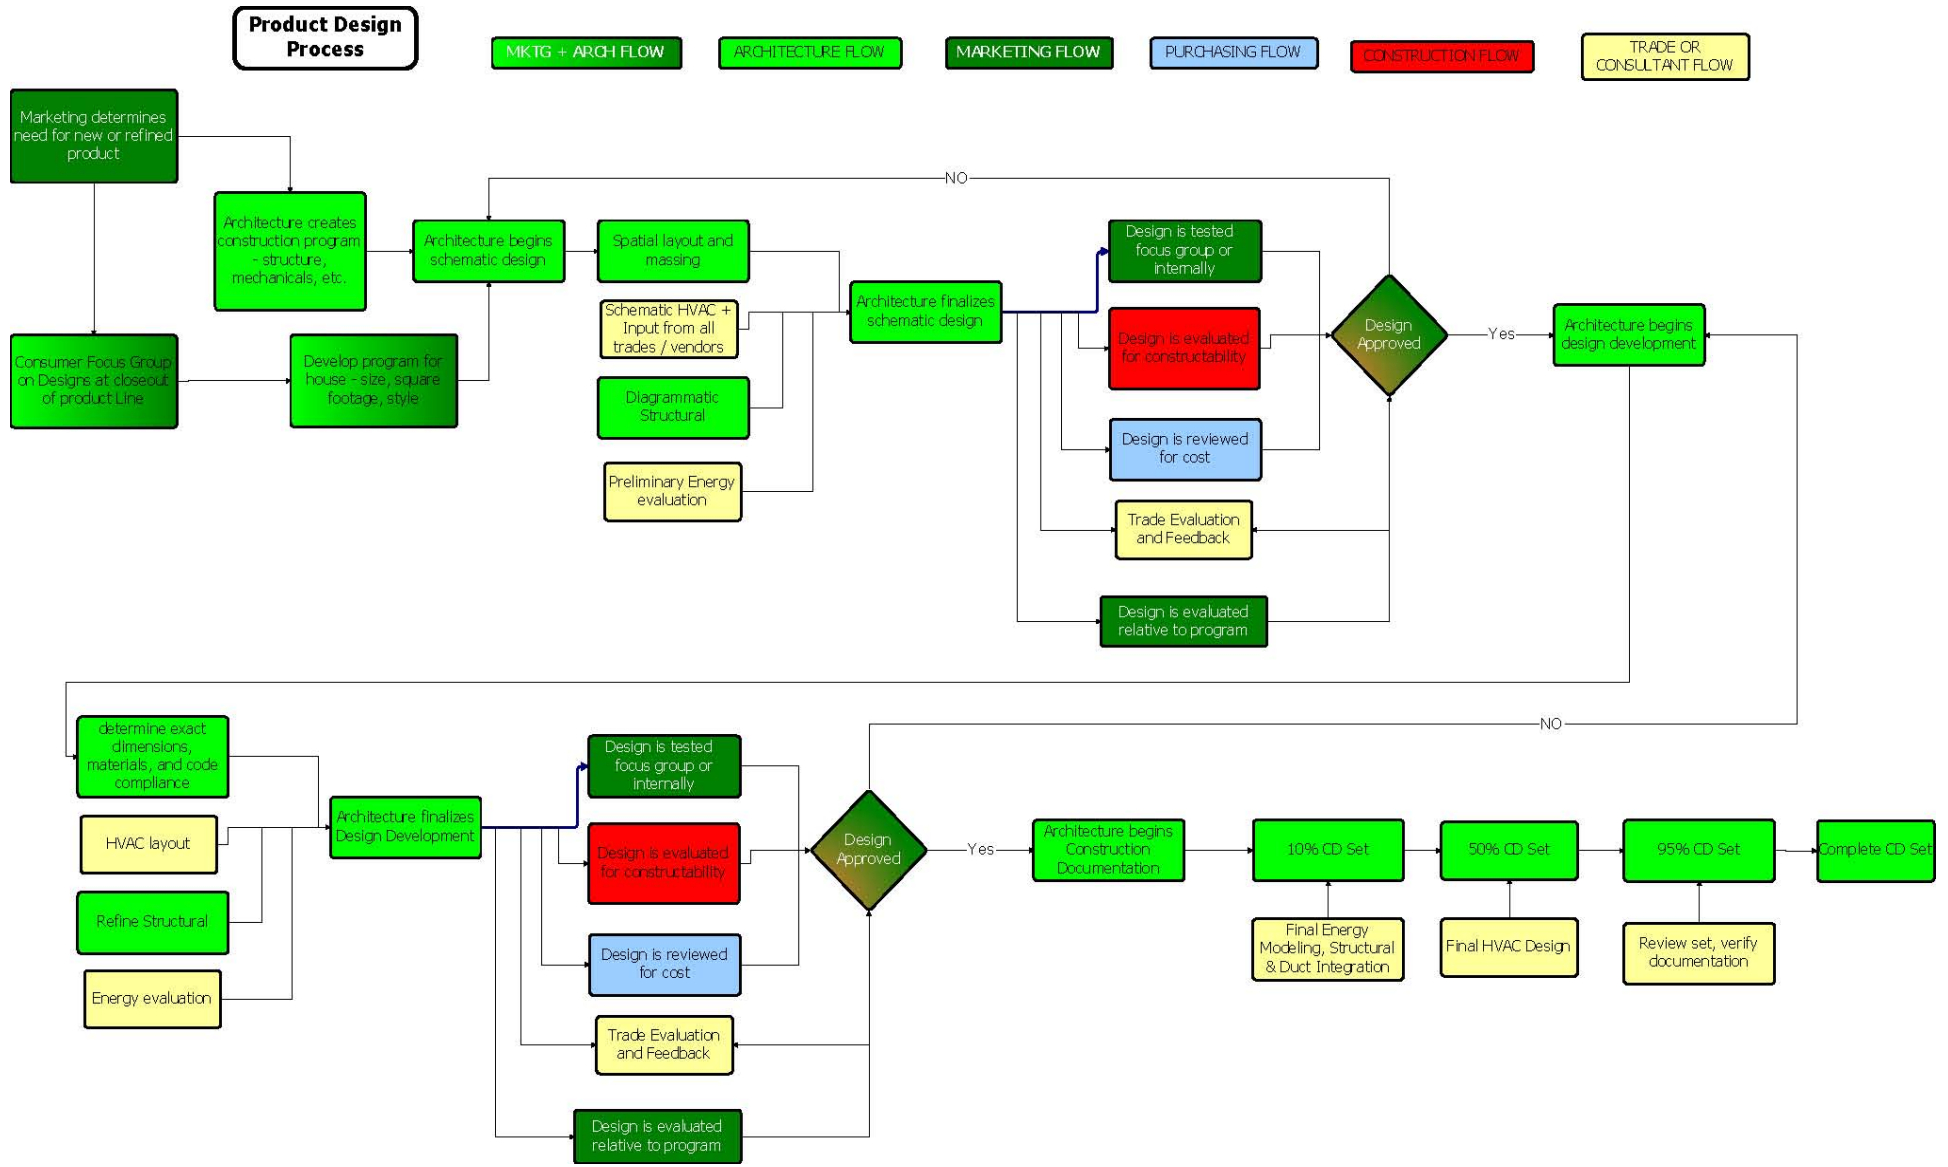 Product Design
Process
MKTG + ARCH FLOW
ARCHITECTURE FLOW
MARKETING FLOW
PURCHASING FLOW
CONSTRUCTION FLOW
TRADE OR
CONSULTANT FLOW
Marketing determines
need for new or refined
product
Architecture creates
construction program
- structure,
mechanicals, etc.
Consumer Focus Group
on Designs at closeout
of product Line
Develop program for
house - size, square
footage, style
Architecture begins
schematic design
Spatial layout and
massing
Schematic HVAC +
Input from all
trades / vendors
Diagrammatic
Structural
Preliminary Energy
evaluation
Architecture finalizes
schematic design
NO
Design is tested
focus group or
internally
Design is evaluated
for constructability
Design is reviewed
for cost
Trade Evaluation
and Feedback
Design is evaluated
relative to program
Design
Approved
Yes
Architecture begins
design development
NO
determine exact
dimensions,
materials, and code
compliance
HVAC layout
Refine Structural
Energy evaluation
Architecture finalizes
Design Development
Design is tested
focus group or
internally
Design is evaluated
for constructability
Design is reviewed
for cost
Trade Evaluation
and Feedback
Design is evaluated
relative to program
Design
Approved
Yes
Architecture begins
Construction
Documentation
10% CD Set
50% CD Set
95% CD Set
Complete CD Set
Final Energy
Modeling, Structural
& Duct Integration
Final HVAC Design
Review set, verify
documentation